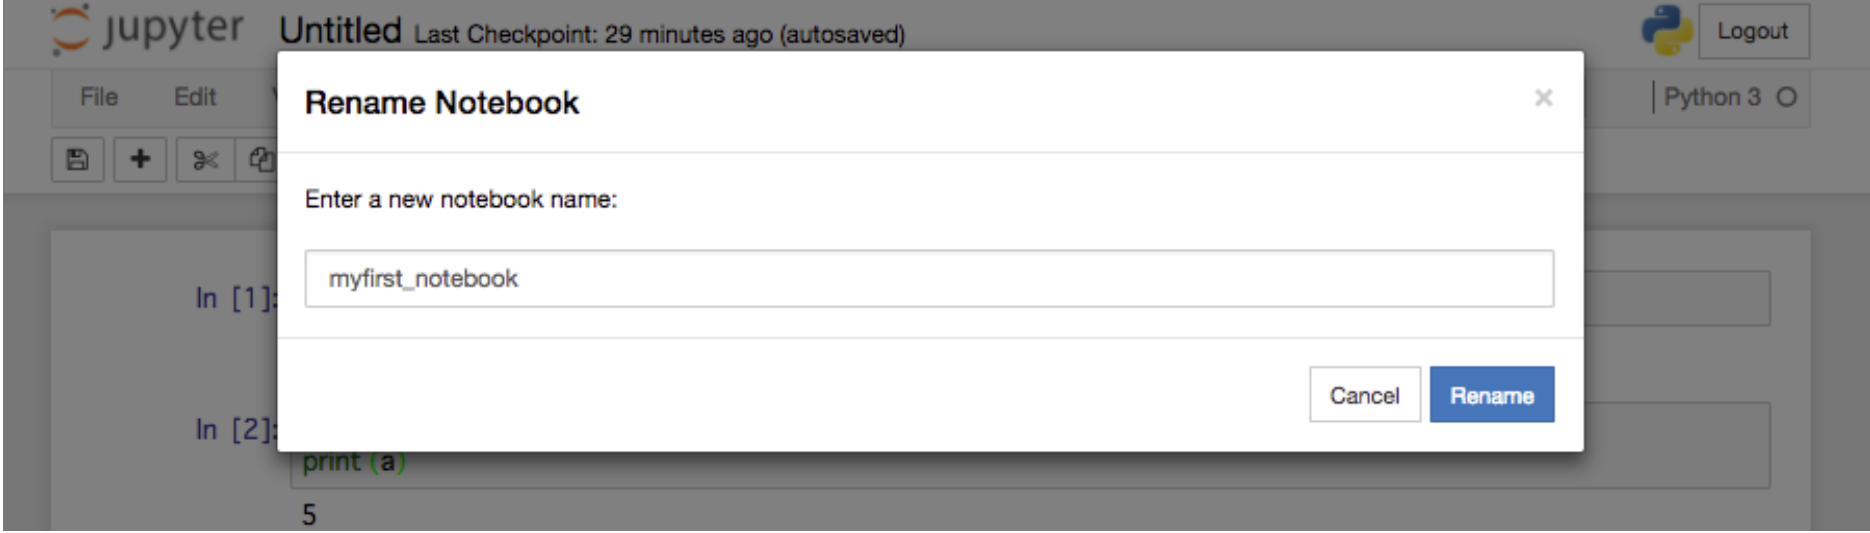 jupyter Untitled Last Checkpoint: 29 minutes ago (autosaved) Logout
File Edit Python 3
Rename Notebook ×
Enter a new notebook name:
myfirst_notebook
In [1]:
Cancel Rename
In [2]:
print (a)
5